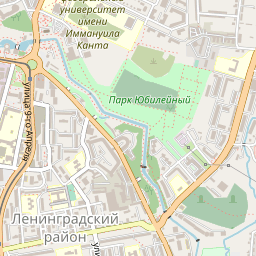 университет
имени
Иммануила
Канта
Парк Юбилейный
улица 9-го Апреля
Ленинградский
район